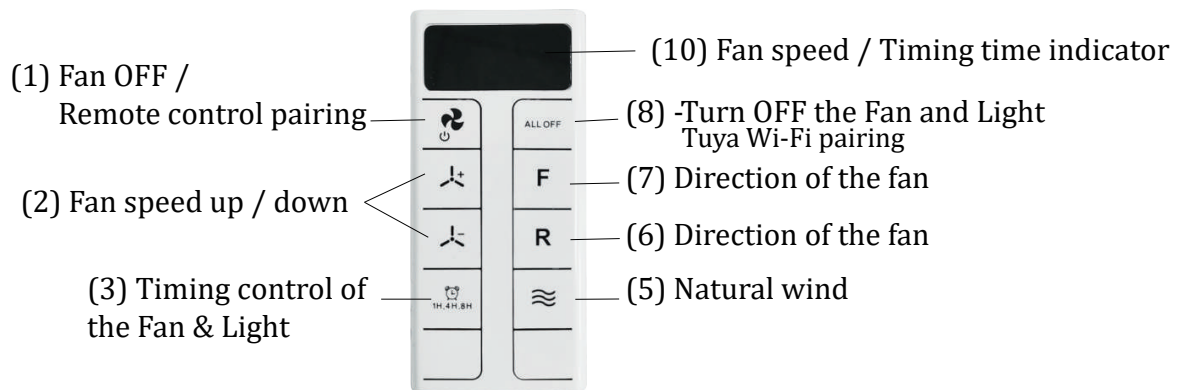 (10) Fan speed / Timing time indicator
(1) Fan OFF /
Remote control pairing
ALL OFF
(8) -Turn OFF the Fan and Light
Tuya Wi-Fi pairing
F
(7) Direction of the fan
(2) Fan speed up / down
+
-
R
(6) Direction of the fan
(3) Timing control of
the Fan & Light
1H.4H.8H
(5) Natural wind